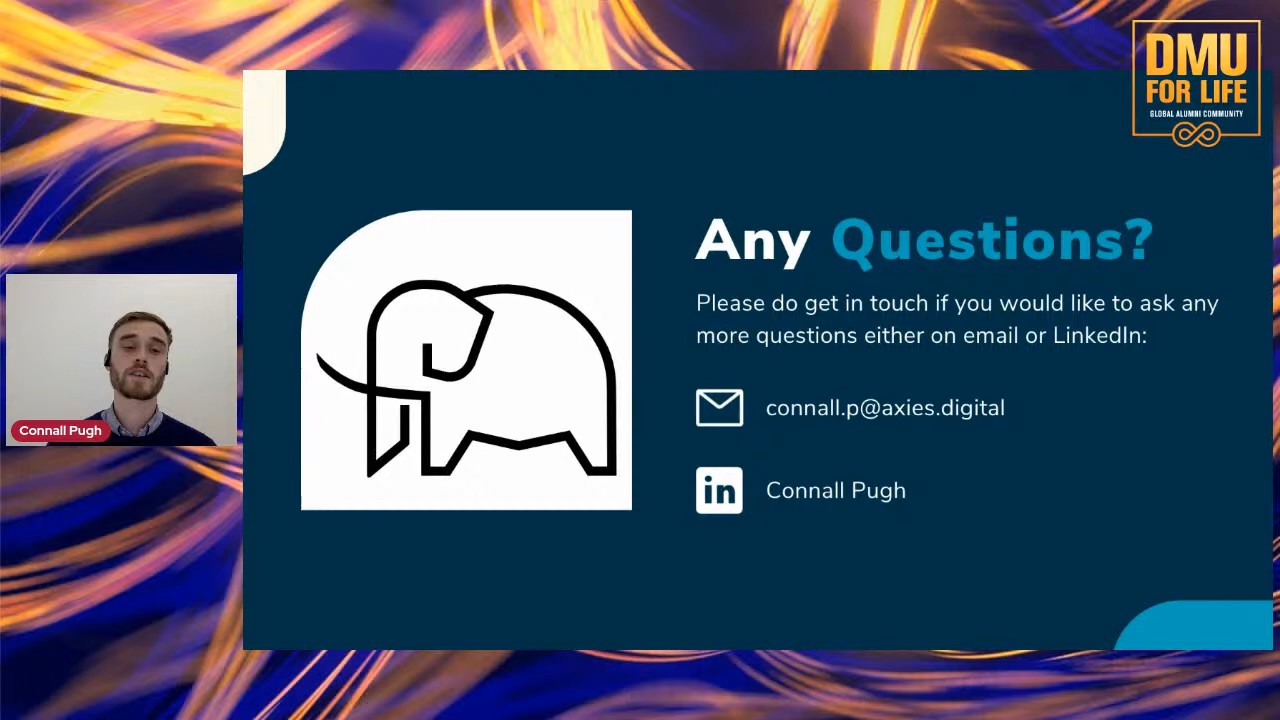 DMU
FOR LIFE
GLOBAL ALUMNI COMMUNITY
Any Questions?
Please do get in touch if you would like to ask any
more questions either on email or LinkedIn:
connall.p@axies.digital
in
Connall Pugh
Connall Pugh